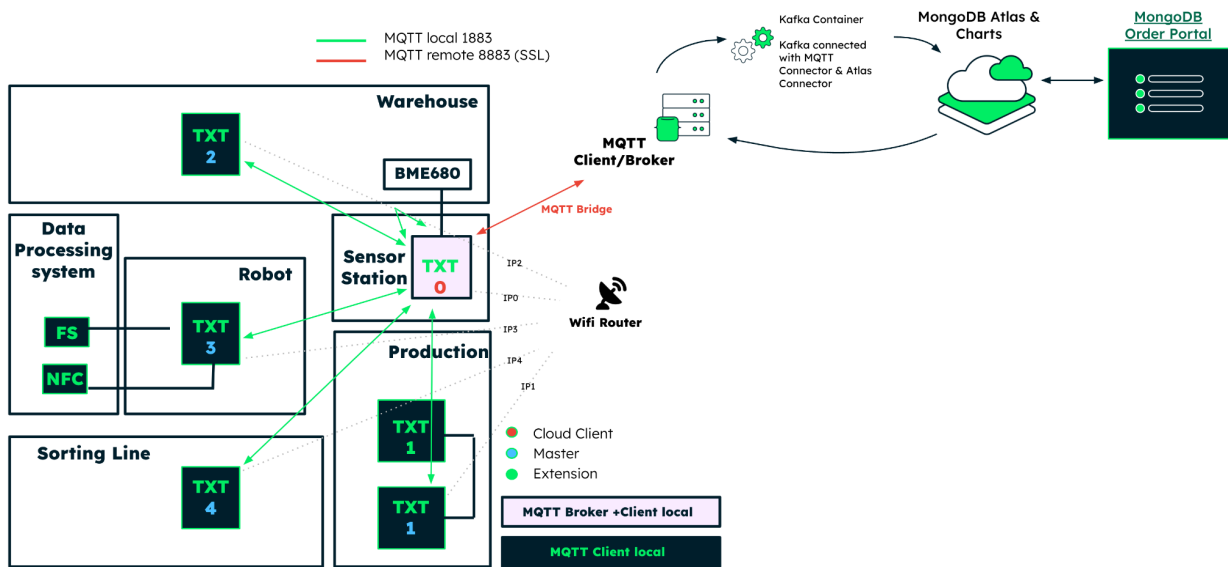 MQTT local 1883
MQTT remote 8883 (SSL)
Kafka Container
Kafka connected
with MQTT
Connector & Atlas
Connector
MongoDB Atlas &
Charts
MongoDB
Order Portal
MQTT
Client/Broker
MQTT Bridge
Warehouse
TXT
2
BME680
Data
Processing
system
FS
NFC
Robot
TXT
3
Sensor
Station
TXT
0
IP2
IP0
IP3
IP4
IP1
Wifi Router
Production
TXT
1
TXT
1
Sorting Line
TXT
4
Cloud Client
Master
Extension
MQTT Broker +Client local
MQTT Client local